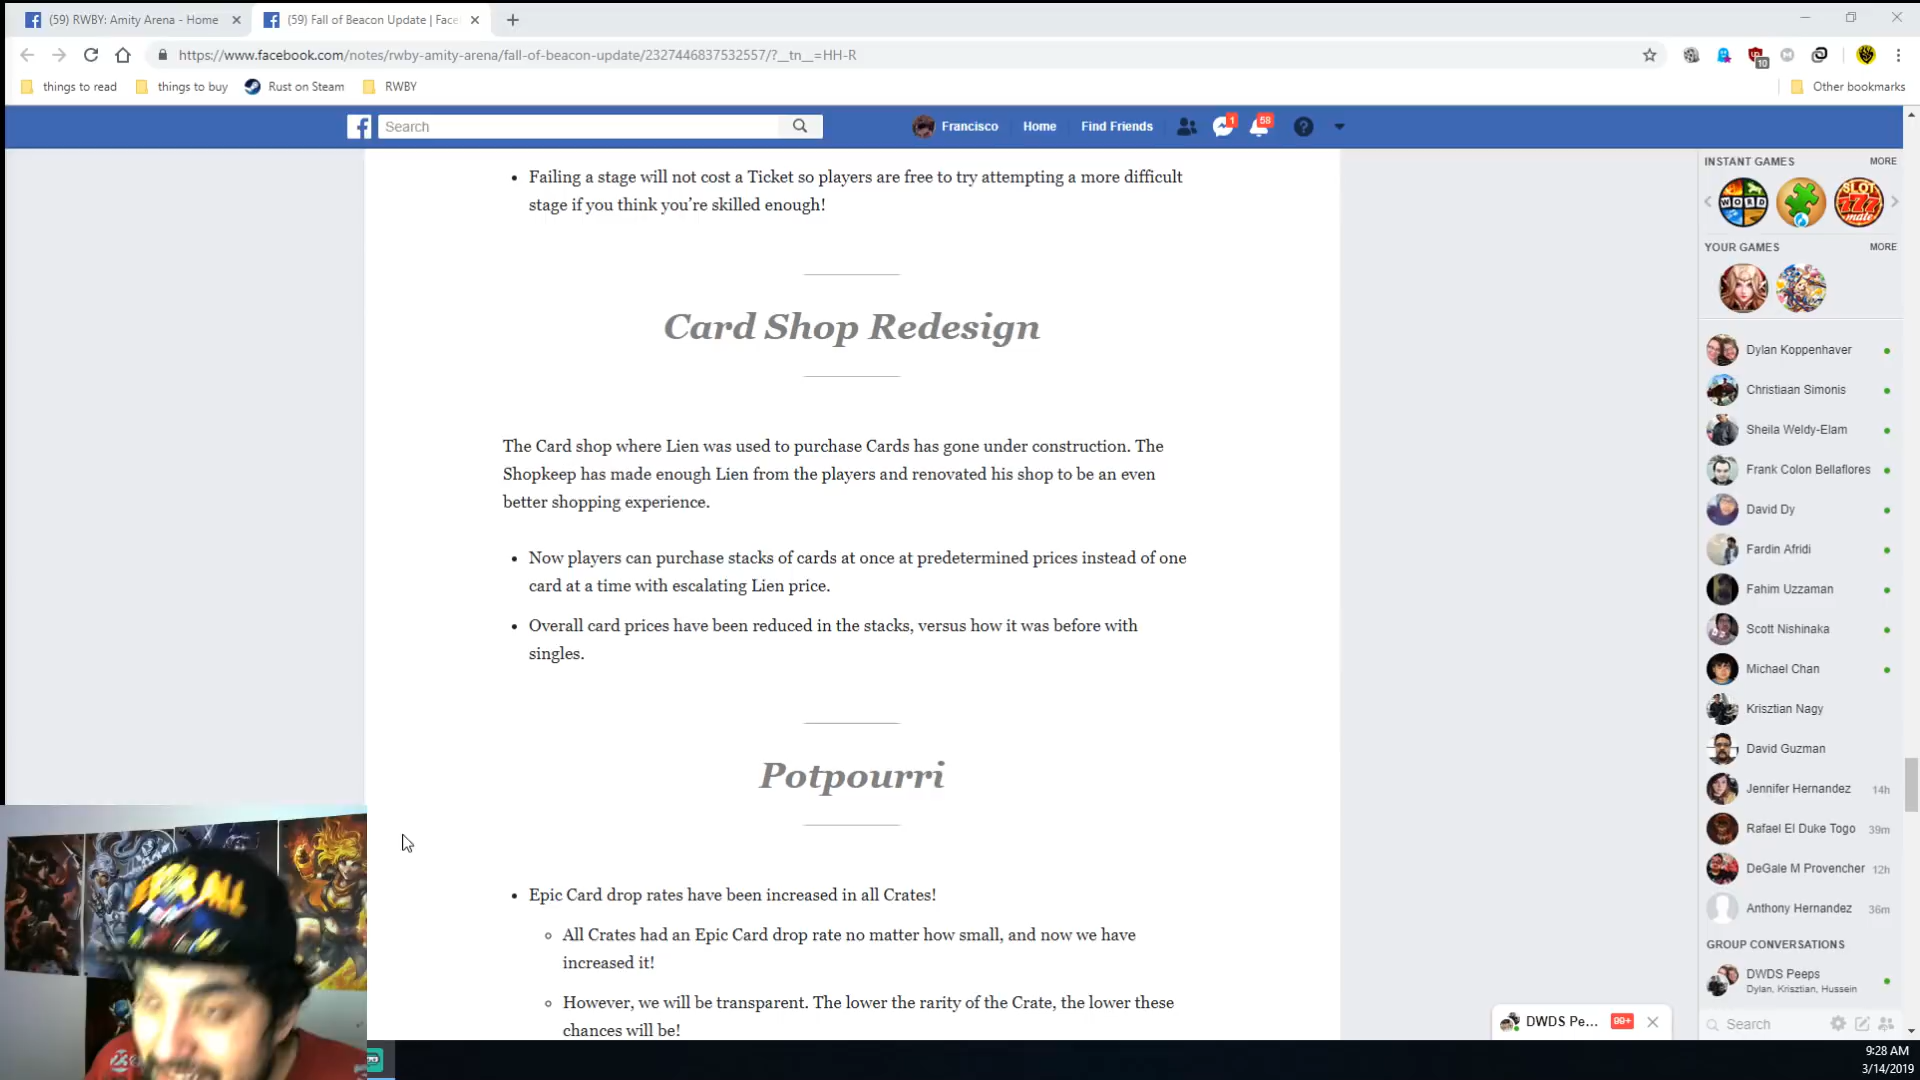 (59) RWBY: Amity Arena - Home
(59) Fall of Beacon Update | Face
https://www.facebook.com/notes/rwby-amity-arena/fall-of-beacon-update/2327446837532557/?__tn__=HH-R
10
things to read
things to buy
Rust on Steam
RWBY
Other bookmarks
Search
Francisco
Home
Find Friends
1
58
Failing a stage will not cost a Ticket so players are free to try attempting a more difficult
stage if you think you’re skilled enough!
Card Shop Redesign
The Card shop where Lien was used to purchase Cards has gone under construction. The
Shopkeep has made enough Lien from the players and renovated his shop to be an even
better shopping experience.
Now players can purchase stacks of cards at once at predetermined prices instead of one
card at a time with escalating Lien price.
Overall card prices have been reduced in the stacks, versus how it was before with
singles.
Potpourri
Epic Card drop rates have been increased in all Crates!
All Crates had an Epic Card drop rate no matter how small, and now we have
increased it!
However, we will be transparent. The lower the rarity of the Crate, the lower these
chances will be!
INSTANT GAMES
MORE
WORD
SLOT
777
mate
YOUR GAMES
MORE
Dylan Koppenhaver
Christiaan Simonis
Sheila Weldy-Elam
Frank Colon Bellaflores
David Dy
Fardin Afridi
Fahim Uzzaman
Scott Nishinaka
Michael Chan
Krisztian Nagy
David Guzman
Jennifer Hernandez 14h
Rafael El Duke Togo 39m
DeGale M Provencher 12h
Anthony Hernandez 36m
GROUP CONVERSATIONS
DWDS Peeps
Dylan, Krisztian, Hussein
Search
DWDS Pe...
99+
9:28 AM
3/14/2019